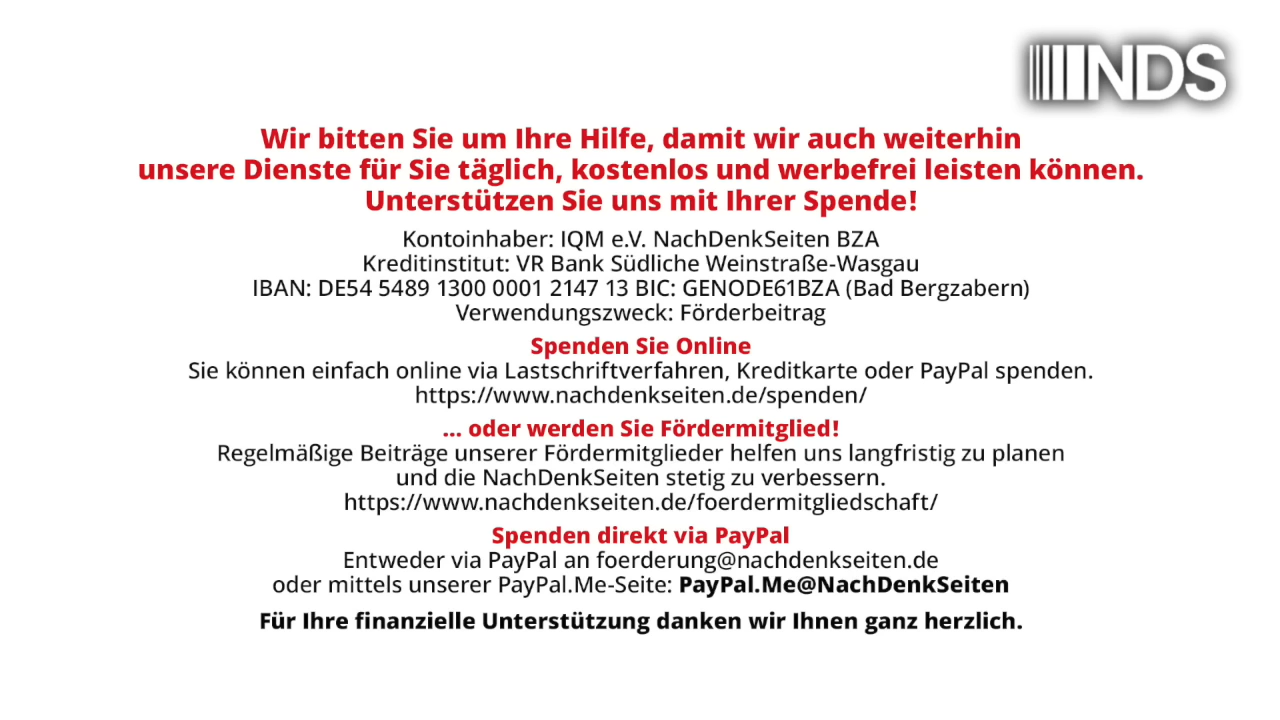 NDS
Wir bitten Sie um Ihre Hilfe, damit wir auch weiterhin
unsere Dienste für Sie täglich, kostenlos und werbefrei leisten können.
Unterstützen Sie uns mit Ihrer Spende!
Kontoinhaber: IQM e.V. NachDenkSeiten BZA
Kreditinstitut: VR Bank Südliche Weinstraße-Wasgau
IBAN: DE54 5489 1300 0001 2147 13 BIC: GENODE61BZA (Bad Bergzabern)
Verwendungszweck: Förderbeitrag
Spenden Sie Online
Sie können einfach online via Lastschriftverfahren, Kreditkarte oder PayPal spenden.
https://www.nachdenkseiten.de/spenden/
... oder werden Sie Fördermitglied!
Regelmäßige Beiträge unserer Fördermitglieder helfen uns langfristig zu planen
und die NachDenkSeiten stetig zu verbessern.
https://www.nachdenkseiten.de/foerdermitgliedschaft/
Spenden direkt via PayPal
Entweder via PayPal an foerderung@nachdenkseiten.de
oder mittels unserer PayPal.Me-Seite: PayPal.Me@NachDenkSeiten
Für Ihre finanzielle Unterstützung danken wir Ihnen ganz herzlich.